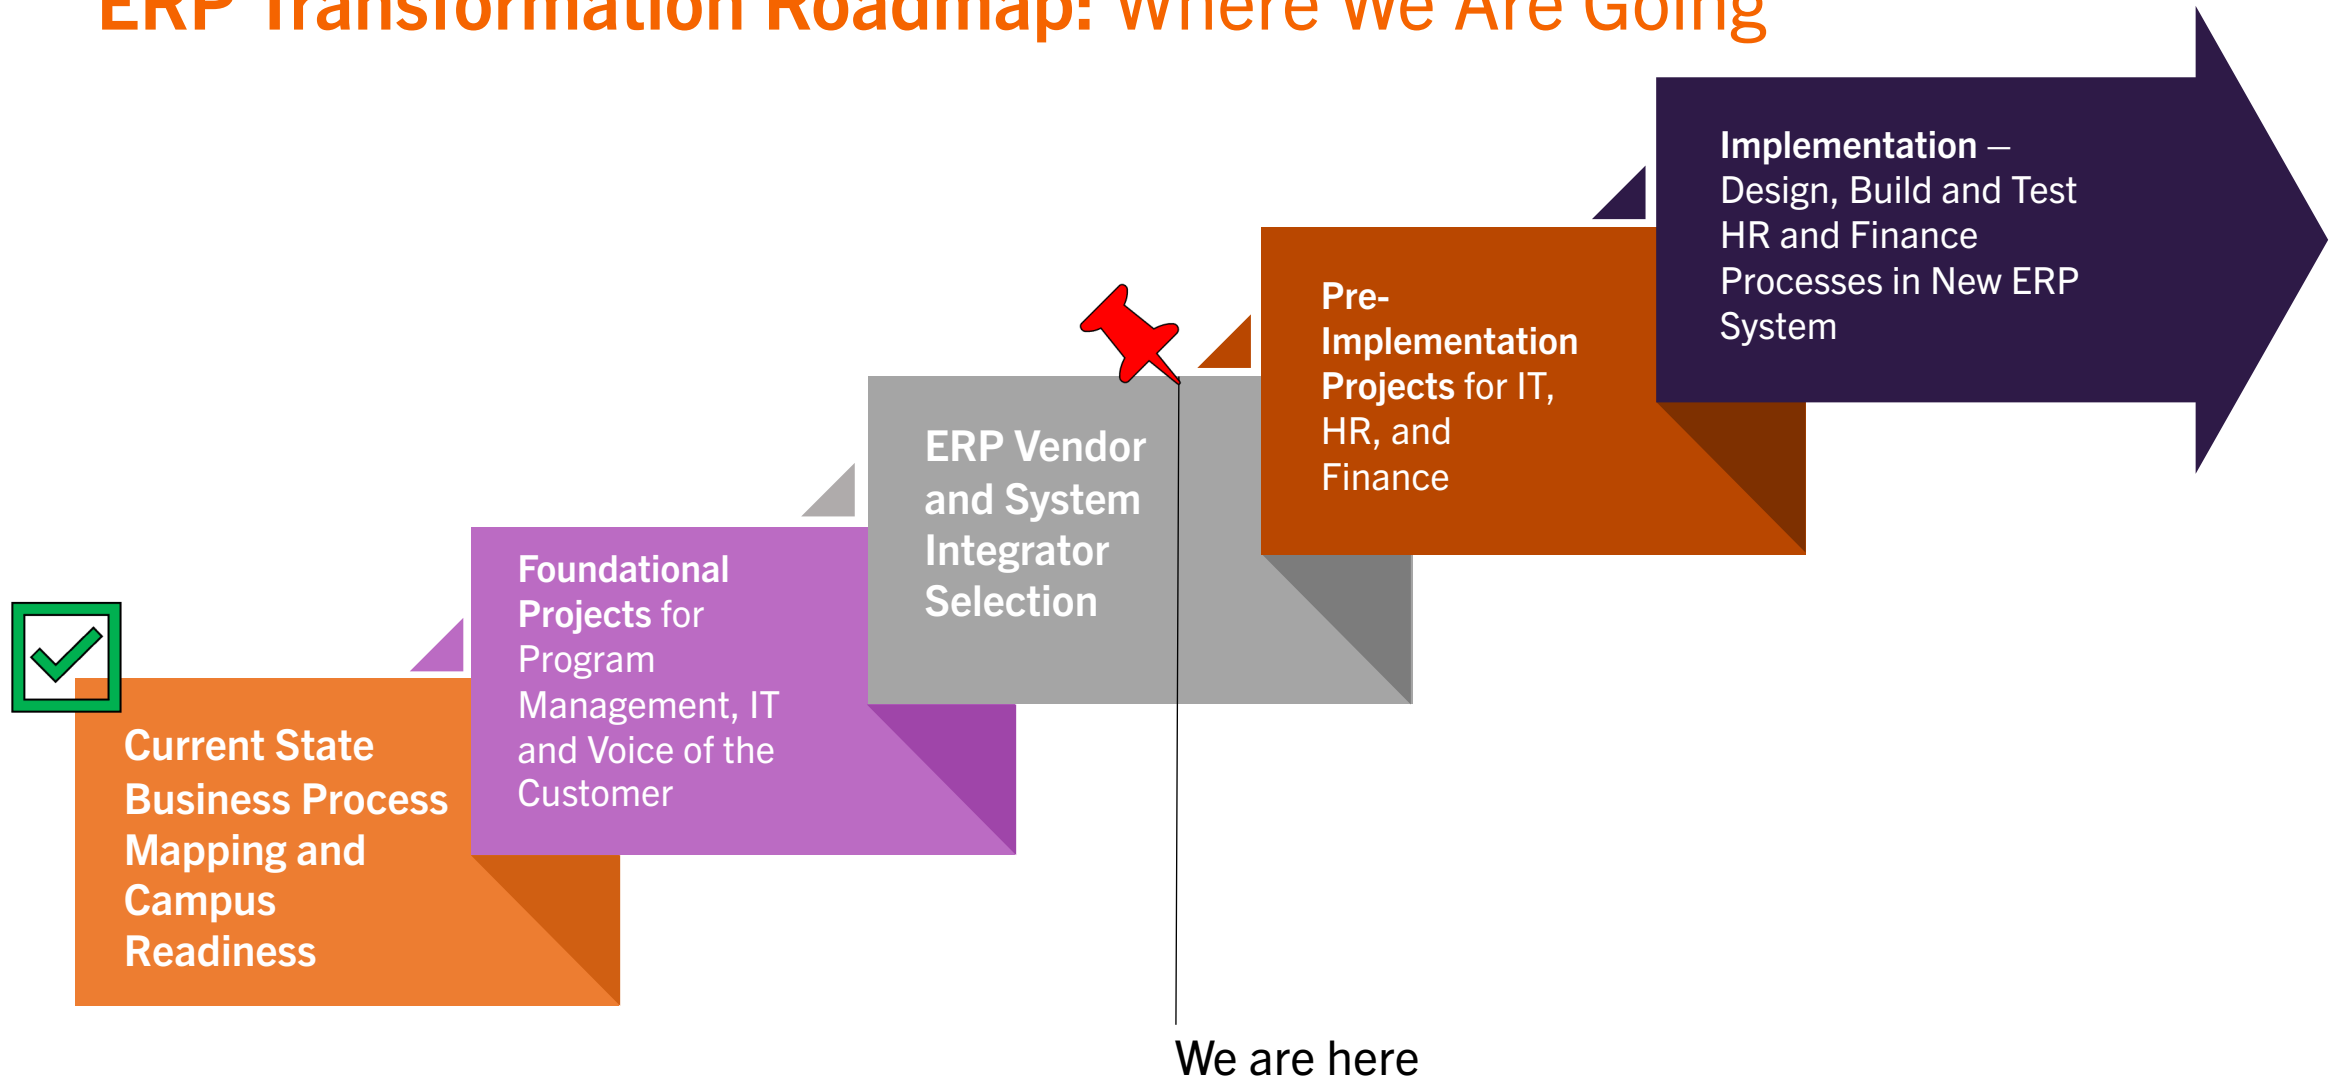 ERP Transformation Roadmap: Where We Are Going
Implementation –
Design, Build and Test
HR and Finance
Processes in New ERP
System
Pre-
Implementation
Projects for IT,
HR, and
Finance
ERP Vendor
and System
Integrator
Selection
Foundational
Projects for
Program
Management, IT
and Voice of the
Customer
Current State
Business Process
Mapping and
Campus
Readiness
We are here